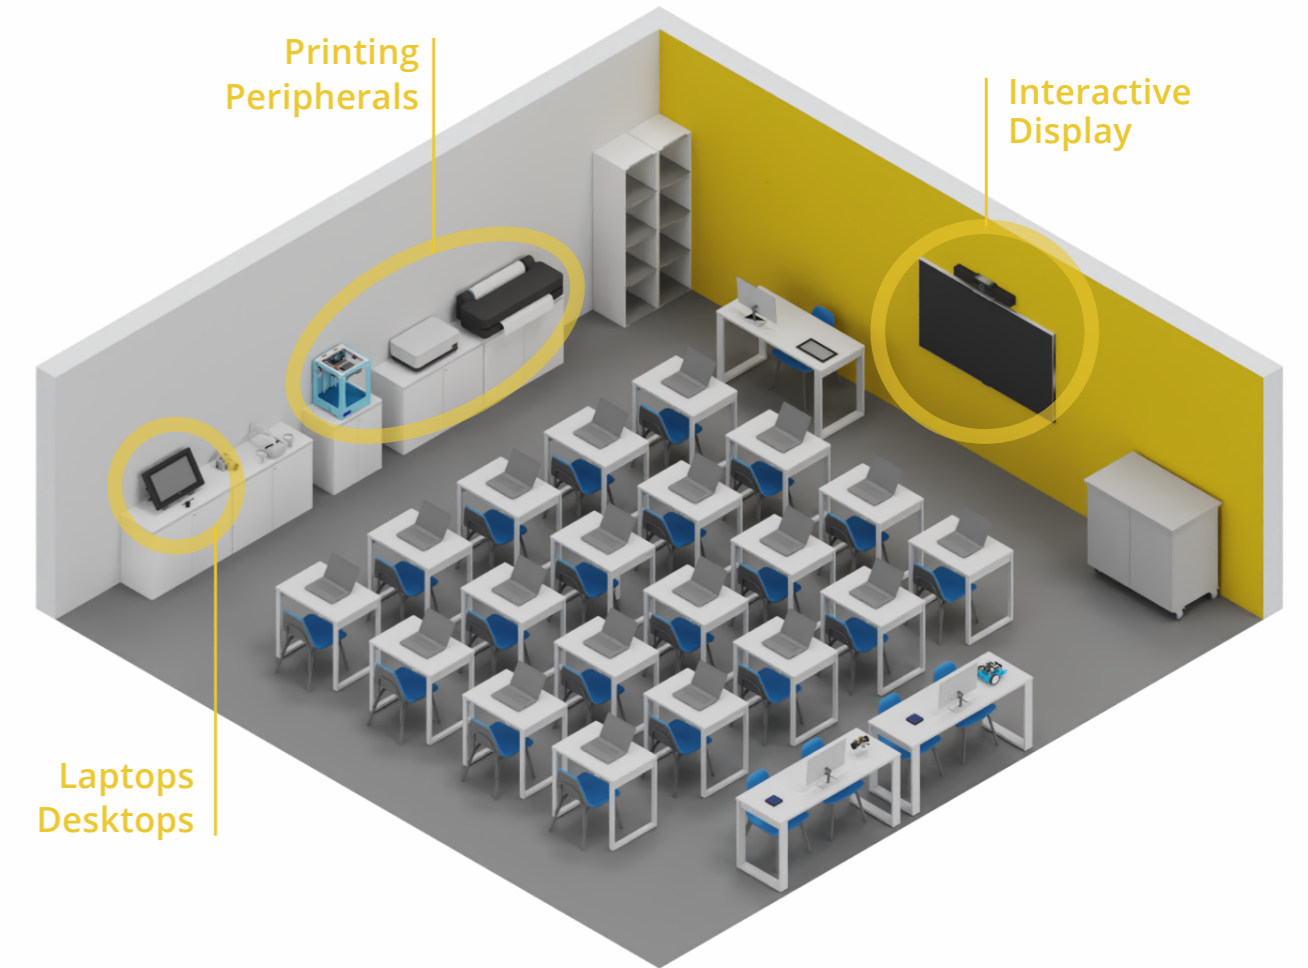 Printing
Peripherals
Interactive
Display
Laptops
Desktops